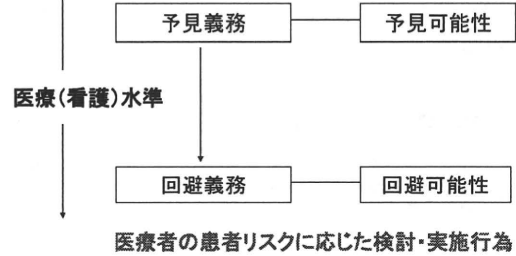 予見義務 予見可能性
医療(看護)水準
回避義務 回避可能性
医療者の患者リスクに応じた検討・実施行為